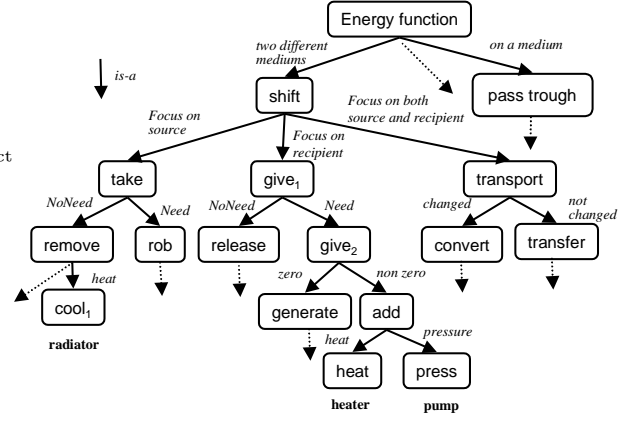 Energy function
two different
mediums
on a medium
is-a
shift
pass trough
Focus on
source
Focus on both
source and recipient
Focus on
recipient
ct
take
give1
transport
NoNeed
Need
NoNeed
Need
changed
not
changed
remove
rob
release
give2
convert
transfer
heat
zero
non zero
cool1
generate
add
radiator
heat
pressure
heat
press
heater
pump